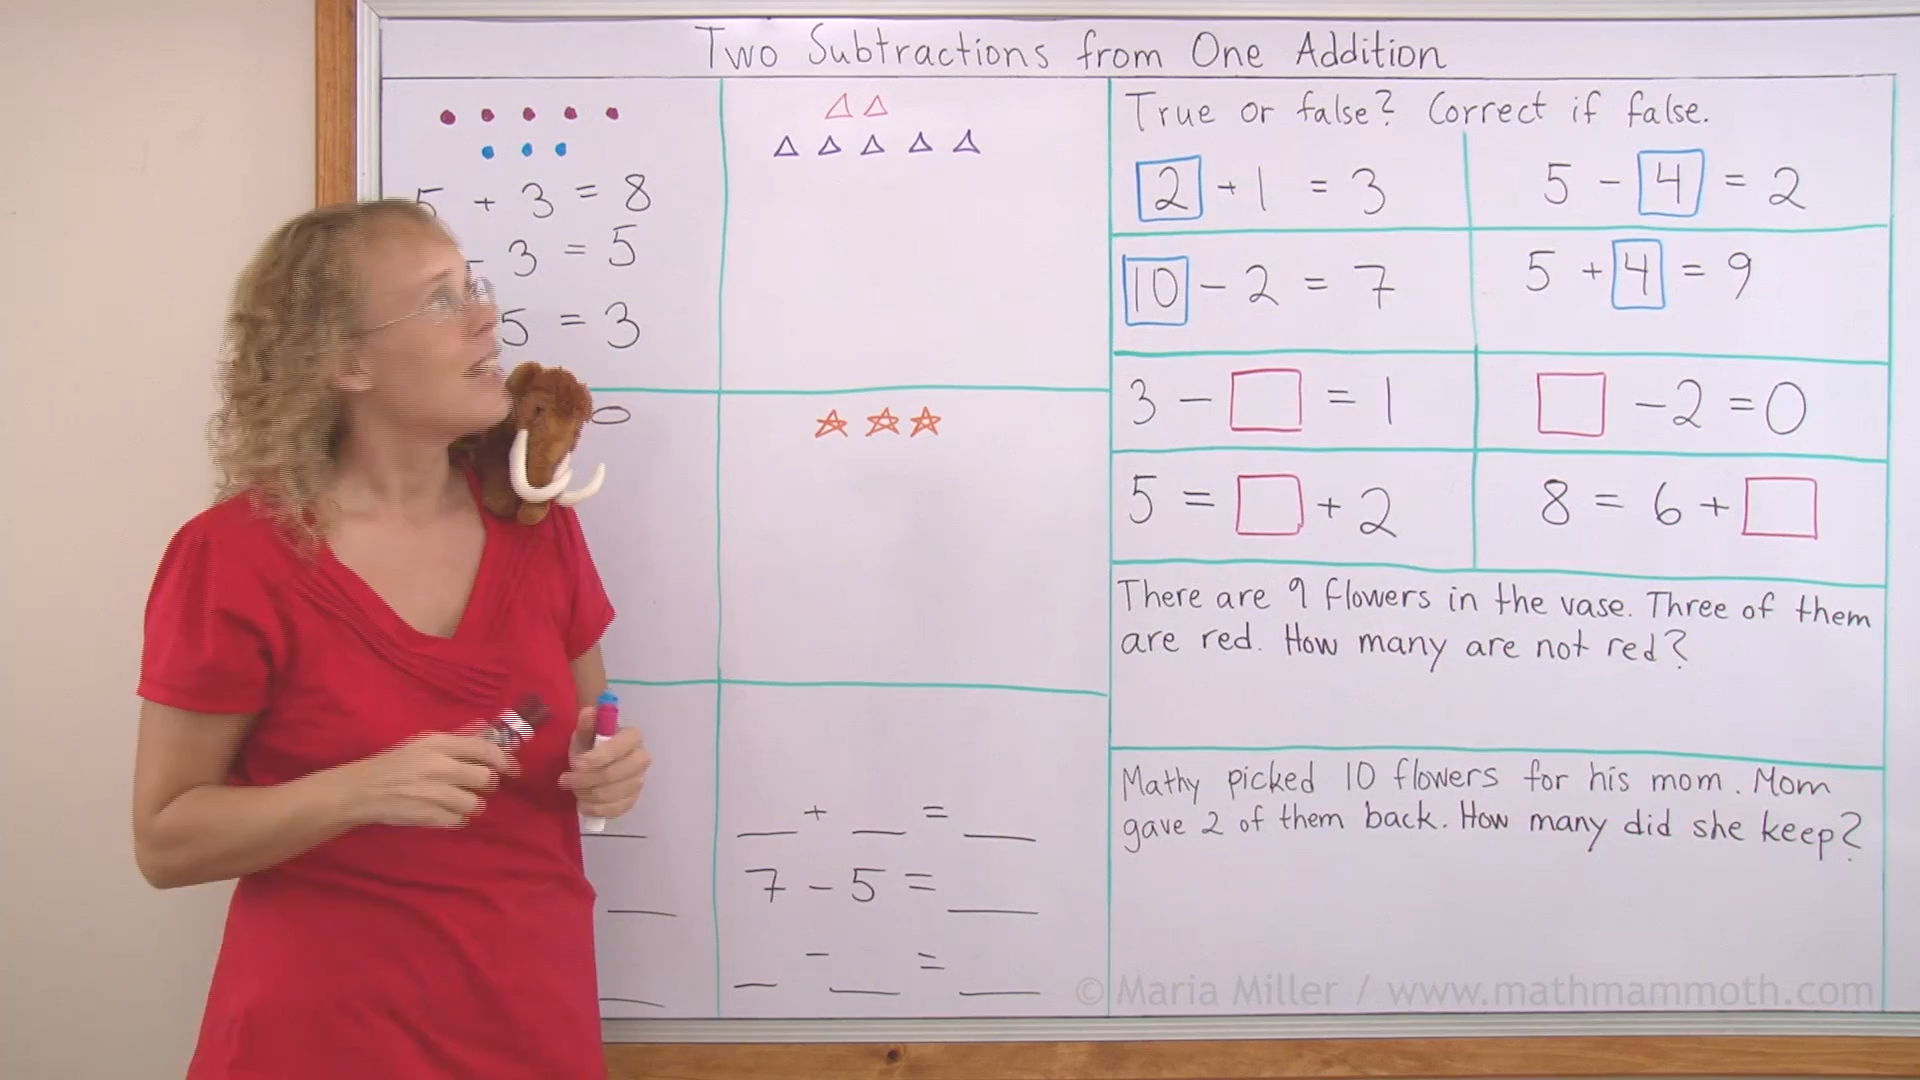 Two Subtractions from One Addition
5 + 3 = 8
- 3 = 5
5 = 3
+ =
7 - 5 =
- =
True or false? Correct if false.
2 + 1 = 3
5 - 4 = 2
10 - 2 = 7
5 + 4 = 9
3 - = 1
- 2 = 0
5 = + 2
8 = 6 +
There are 9 flowers in the vase. Three of them
are red. How many are not red?
Mathy picked 10 flowers for his mom. Mom
gave 2 of them back. How many did she keep?
© Maria Miller / www.mathmammoth.com